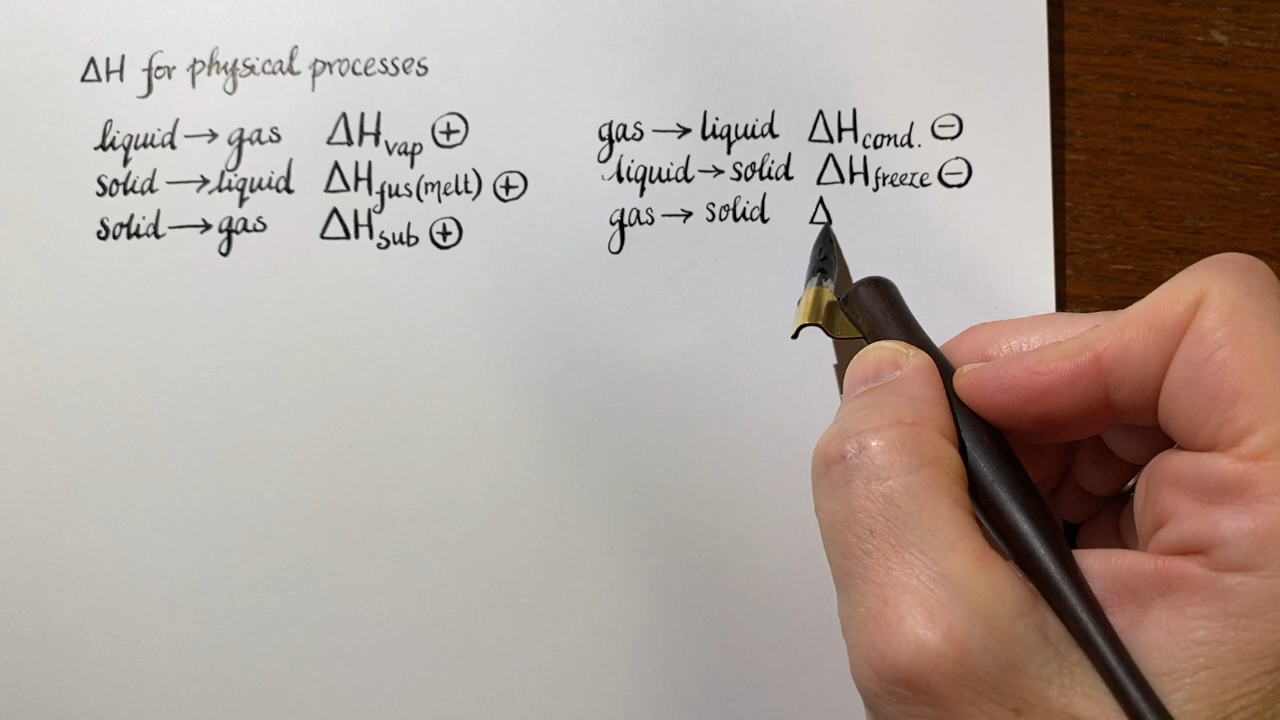 ΔH for physical processes
liquid → gas ΔHvap ⊕
solid → liquid ΔHfus(melt) ⊕
solid → gas ΔHsub ⊕
gas → liquid ΔHcond. ⊖
liquid → solid ΔHfreeze ⊖
gas → solid Δ